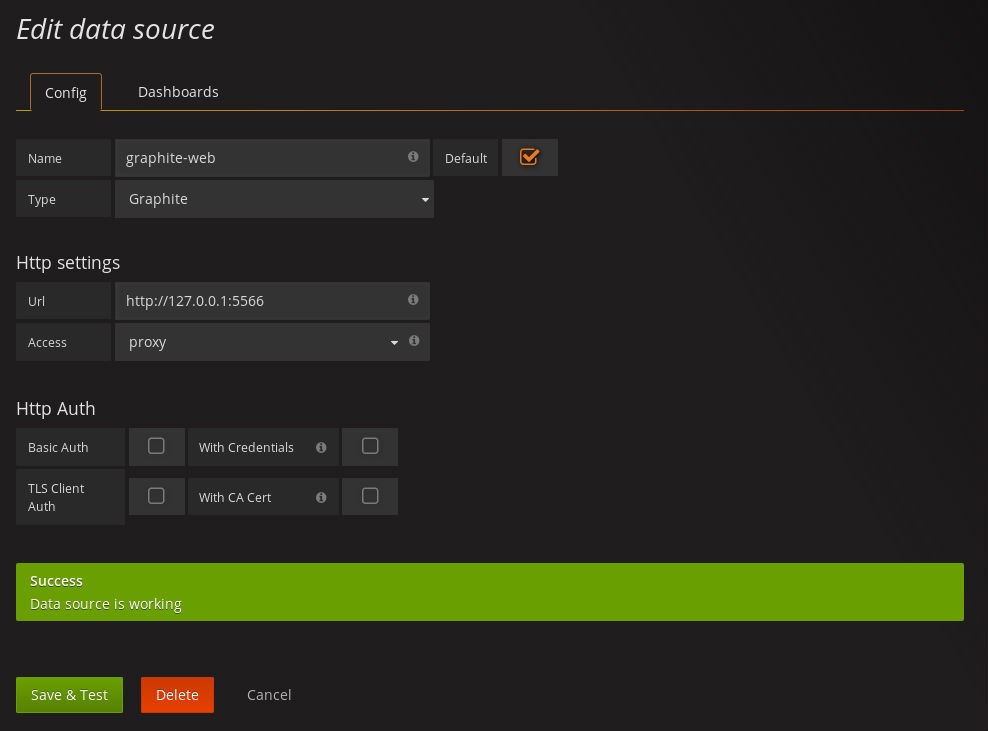 Edit data source
Config Dashboards
Name graphite-web Default
Type Graphite
Http settings
Url http://127.0.0.1:5566
Access proxy
Http Auth
Basic Auth With Credentials
TLS Client
Auth
With CA Cert
Success
Data source is working
Save & Test Delete Cancel